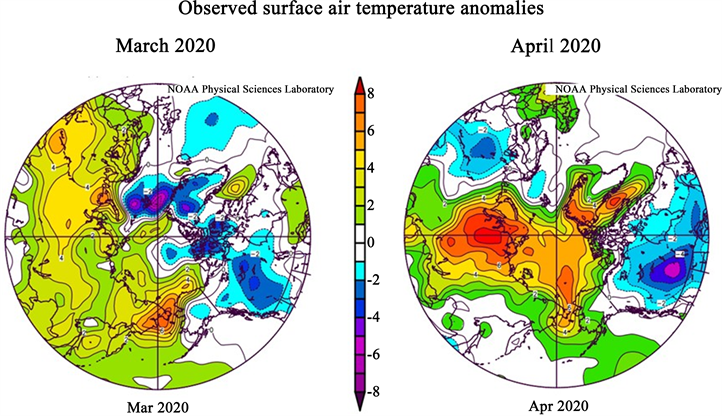 Observed surface air temperature anomalies
March 2020
April 2020
NOAA Physical Sciences Laboratory
NOAA Physical Sciences Laboratory
8
6
4
2
0
-2
-4
-6
-8
Mar 2020
Apr 2020